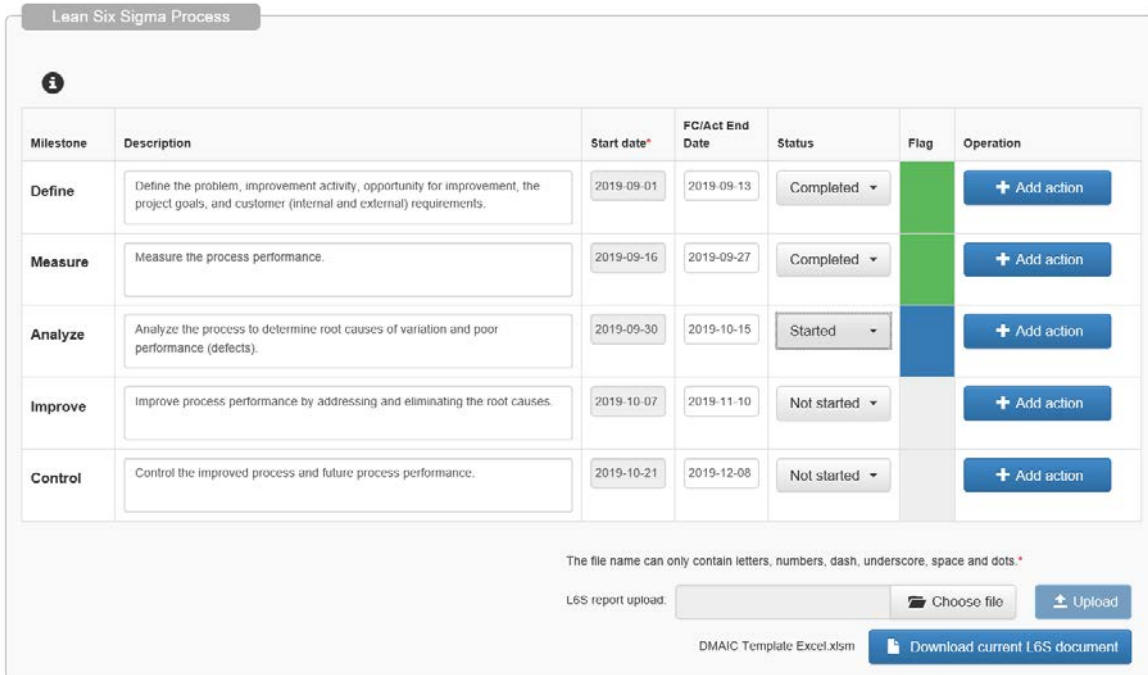 Lean Six Sigma Process
Milestone Description Start date* FC/Act End Date Status Flag Operation
Define Define the problem, improvement activity, opportunity for improvement, the 2019-09-01 2019-09-13 Completed + Add action
project goals, and customer (internal and external) requirements.
Measure Measure the process performance. 2019-09-16 2019-09-27 Completed + Add action
Analyze Analyze the process to determine root causes of variation and poor 2019-09-30 2019-10-15 Started + Add action
performance (defects).
Improve Improve process performance by addressing and eliminating the root causes. 2019-10-07 2019-11-10 Not started + Add action
Control Control the improved process and future process performance. 2019-10-21 2019-12-08 Not started + Add action
The file name can only contain letters, numbers, dash, underscore, space and dots.*
L6S report upload: Choose file Upload
DMAIC Template Excel.xlsm Download current L6S document